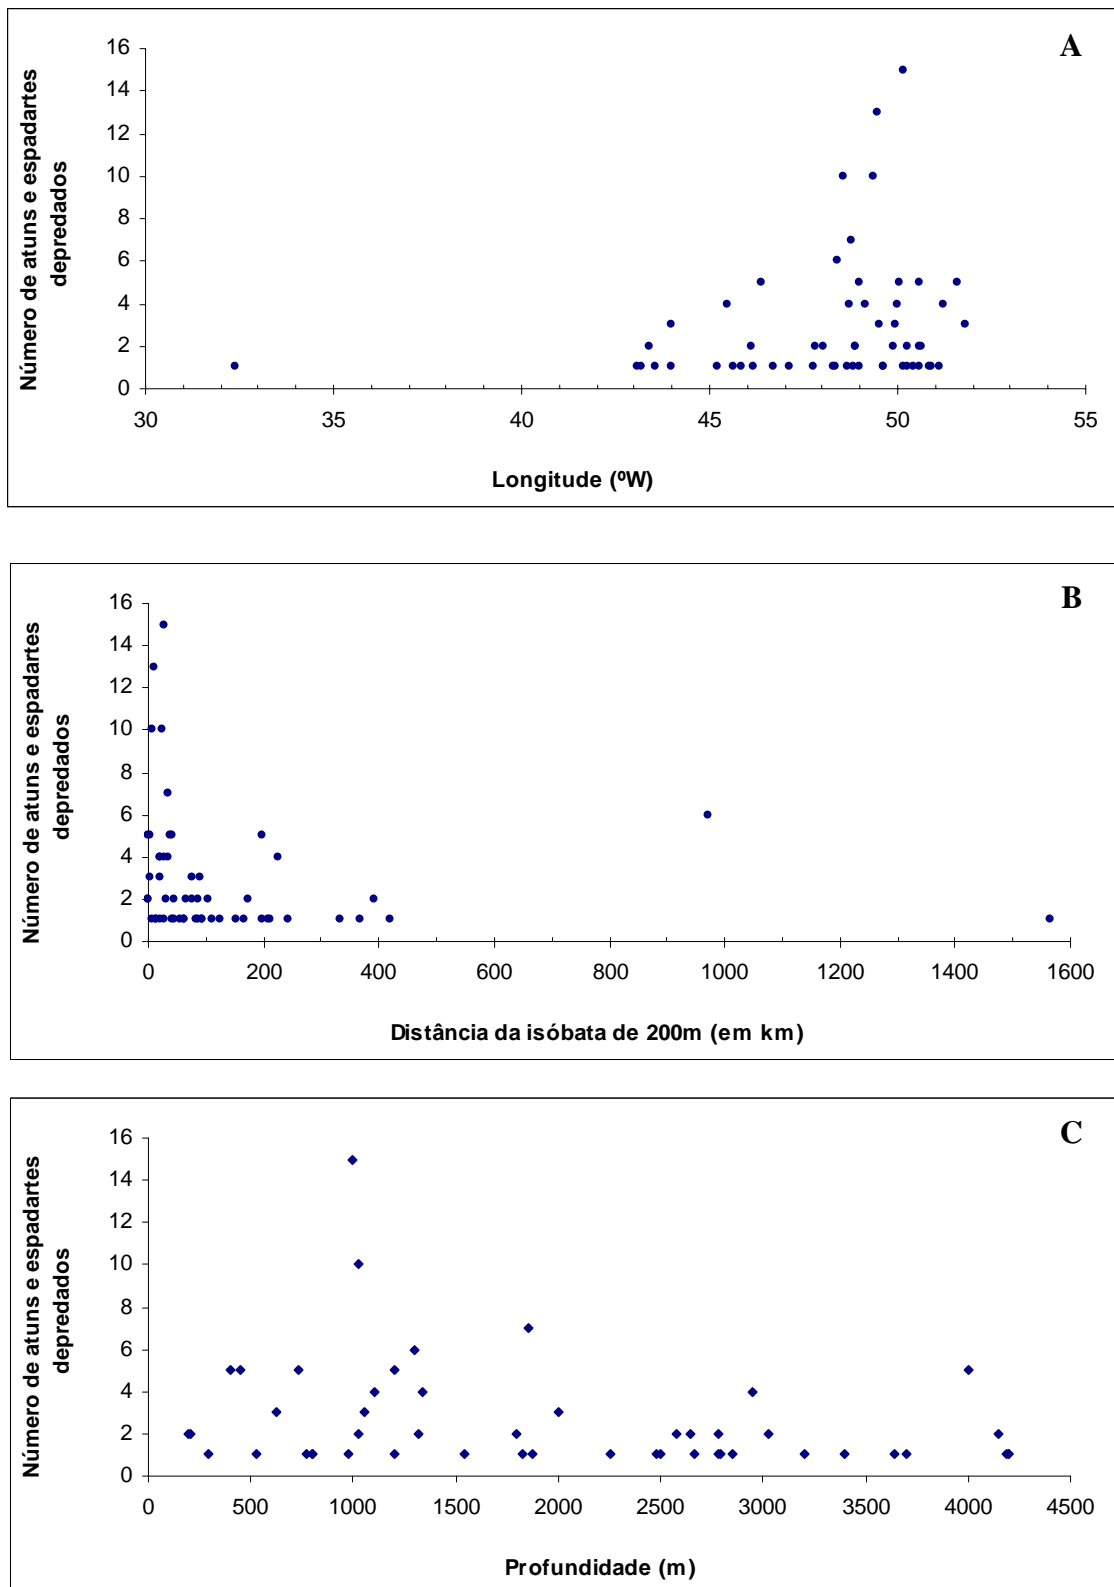 A
Número de atuns e espadartes
depredados
16
14
12
10
8
6
4
2
0
30 35 40 45 50 55
Longitude (ºW)
B
Número de atuns e espadartes
depredados
16
14
12
10
8
6
4
2
0
0 200 400 600 800 1000 1200 1400 1600
Distância da isóbata de 200m (em km)
C
Número de atuns e espadartes
depredados
16
14
12
10
8
6
4
2
0
0 500 1000 1500 2000 2500 3000 3500 4000 4500
Profundidade (m)